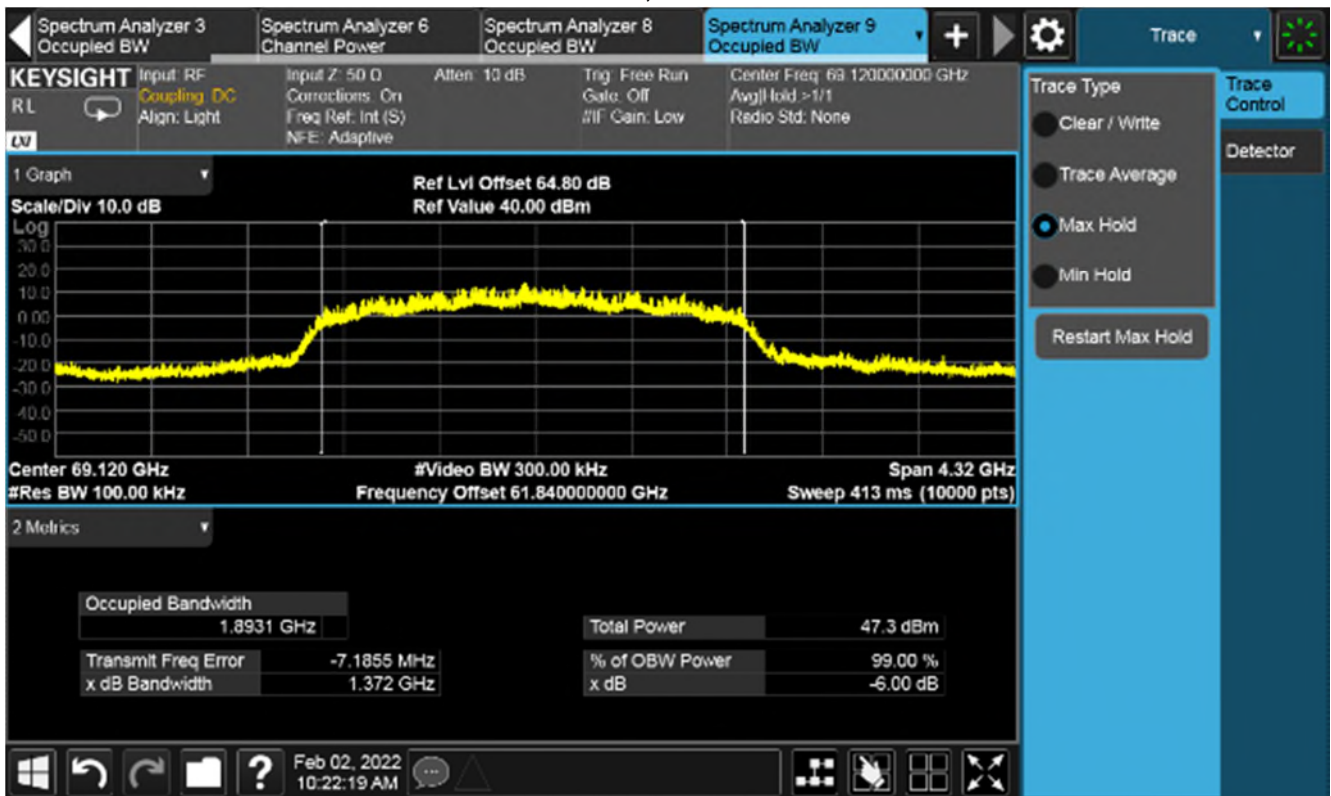 Spectrum Analyzer 3
Occupied BW
Spectrum Analyzer 6
Channel Power
Spectrum Analyzer 8
Occupied BW
Spectrum Analyzer 9
Occupied BW
Trace
KEYSIGHT
RL
LXI
Input: RF
Coupling: DC
Align: Light
Input Z: 50 Ω
Corrections: On
Freq Ref: Int (S)
NFE: Adaptive
Atten: 10 dB
Trig: Free Run
Gate: Off
#IF Gain: Low
Center Freq: 69.120000000 GHz
Avg|Hold:>1/1
Radio Std: None
1 Graph
Scale/Div 10.0 dB
Ref Lvl Offset 64.80 dB
Ref Value 40.00 dBm
Log
30.0
20.0
10.0
0.00
-10.0
-20.0
-30.0
-40.0
-50.0
Center 69.120 GHz
#Video BW 300.00 kHz
Span 4.32 GHz
#Res BW 100.00 kHz
Frequency Offset 61.840000000 GHz
Sweep 413 ms (10000 pts)
2 Metrics
Occupied Bandwidth
1.8931 GHz
Total Power 47.3 dBm
Transmit Freq Error -7.1855 MHz
% of OBW Power 99.00 %
x dB Bandwidth 1.372 GHz
x dB -6.00 dB
Feb 02, 2022
10:22:19 AM
Trace Type
Clear / Write
Trace Average
Max Hold
Min Hold
Restart Max Hold
Trace
Control
Detector